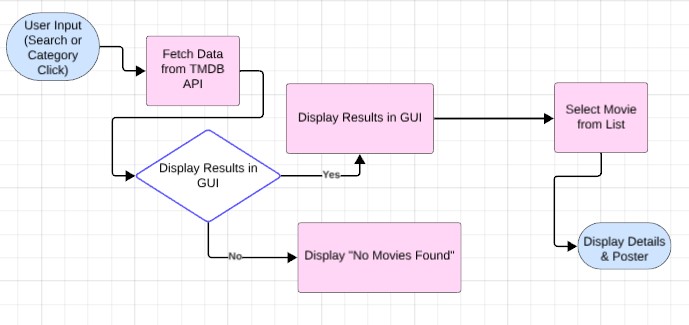 User Input
(Search or
Category
Click)
Fetch Data
from TMDB
API
Display Results in GUI
Select Movie
from List
Display Results in
GUI
Yes
No
Display "No Movies Found"
Display Details
& Poster